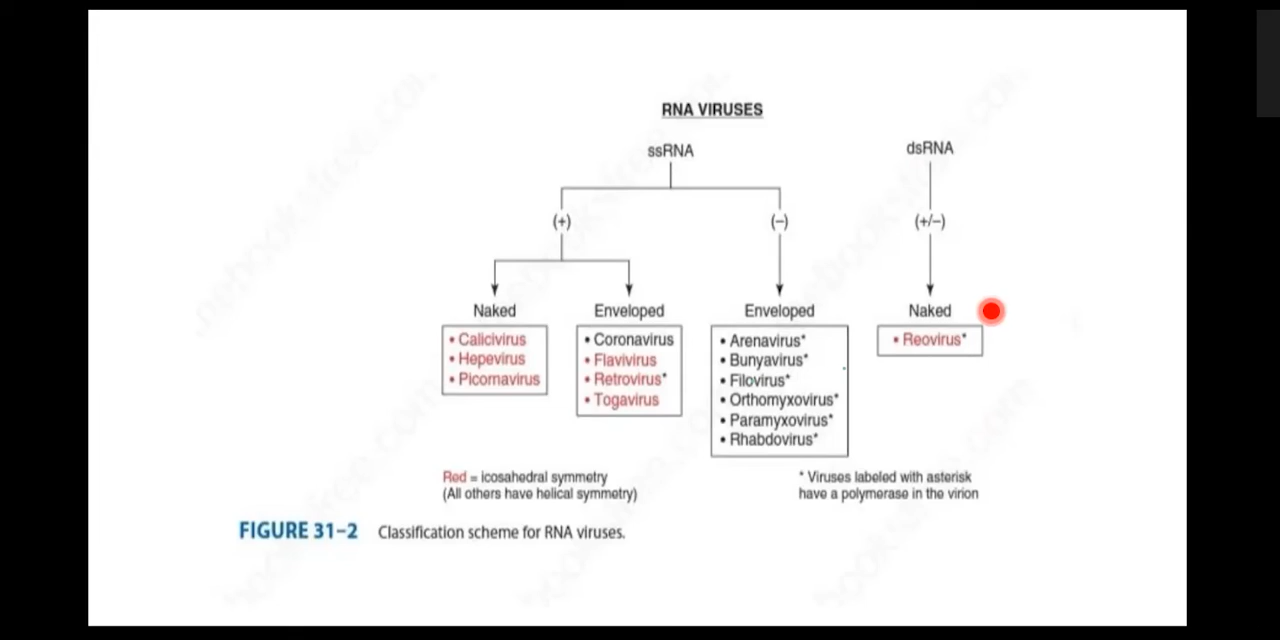 RNA VIRUSES
ssRNA
dsRNA
(+)
(−)
(+/−)
Naked
• Calicivirus
• Hepevirus
• Picornavirus
Enveloped
• Coronavirus
• Flavivirus
• Retrovirus*
• Togavirus
Enveloped
• Arenavirus*
• Bunyavirus*
• Filovirus*
• Orthomyxovirus*
• Paramyxovirus*
• Rhabdovirus*
Naked
• Reovirus*
Red = icosahedral symmetry
(All others have helical symmetry)
* Viruses labeled with asterisk
have a polymerase in the virion
FIGURE 31–2 Classification scheme for RNA viruses.